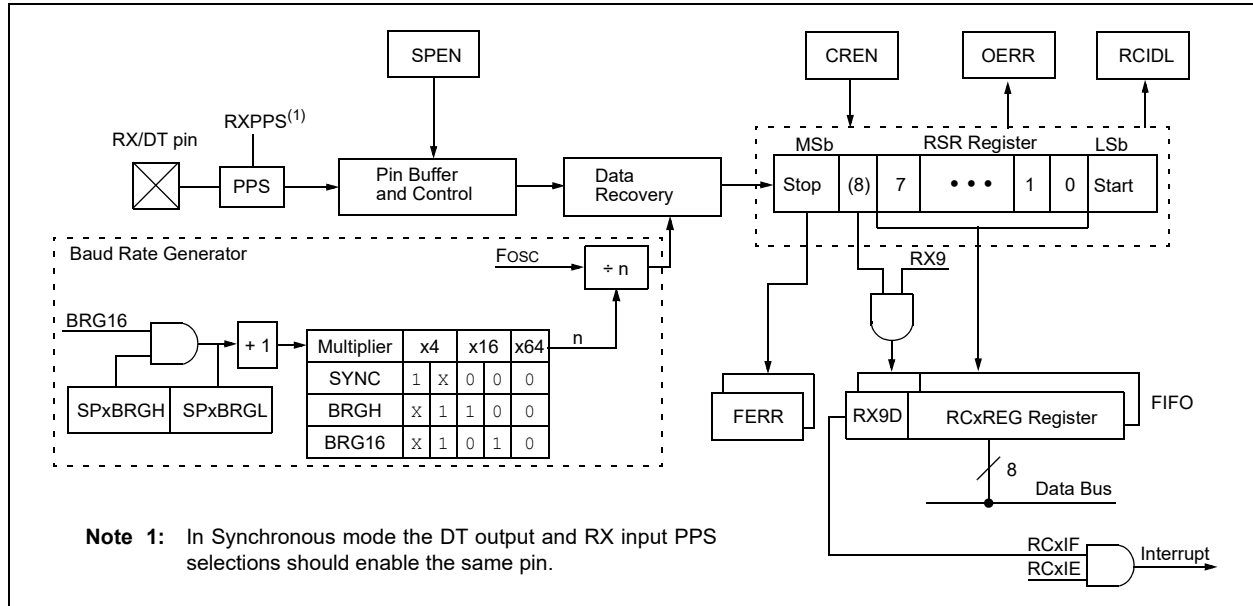 SPEN
CREN
OERR
RCIDL
RXPPS(1)
RX/DT pin
PPS
Pin Buffer
and Control
Data
Recovery
MSb RSR Register LSb
Stop (8) 7 • • • 1 0 Start
Baud Rate Generator
FOSC
÷ n
RX9
BRG16
+ 1
n
Multiplier x4 x16 x64
SYNC 1 X 0 0 0
BRGH X 1 1 0 0
BRG16 X 1 0 1 0
SPxBRGH SPxBRGL
FERR
RX9D RCxREG Register
FIFO
8
Data Bus
Note 1: In Synchronous mode the DT output and RX input PPS
selections should enable the same pin.
RCxIF
RCxIE
Interrupt